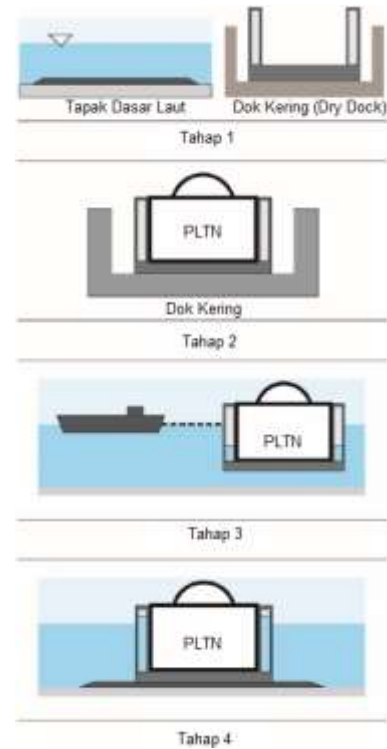 Tapak Dasar Laut
Dok Kering (Dry Dock)
Tahap 1
PLTN
Dok Kering
Tahap 2
PLTN
Tahap 3
PLTN
Tahap 4